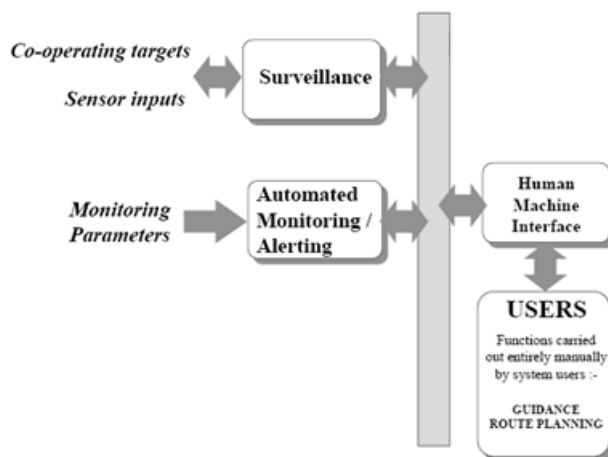 Co-operating targets
Sensor inputs
Surveillance
Monitoring
Parameters
Automated
Monitoring /
Alerting
Human
Machine
Interface
USERS
Functions carried
out entirely manually
by system users :-
GUIDANCE
ROUTE PLANNING